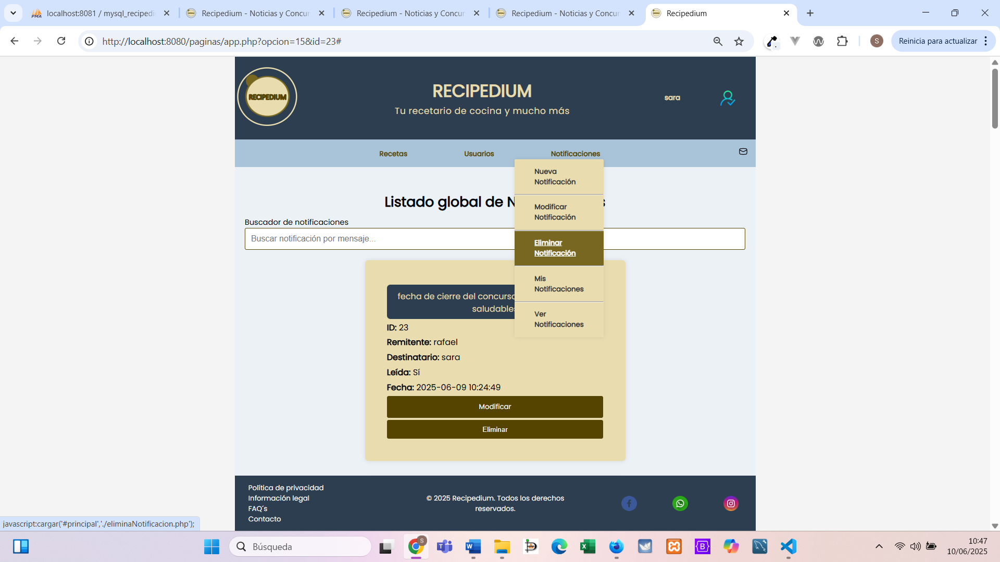 localhost:8081 / mysql_recipedi
Recipedium - Noticias y Concur
Recipedium - Noticias y Concur
Recipedium - Noticias y Concur
Recipedium
http://localhost:8080/paginas/app.php?opcion=15&id=23#
S
Reinicia para actualizar
RECIPEDIUM
RECIPEDIUM
Tu recetario de cocina y mucho más
sara
Recetas
Usuarios
Notificaciones
Nueva
Notificación
Modificar
Notificación
Eliminar
Notificación
Mis
Notificaciones
Ver
Notificaciones
Listado global de N s
Buscador de notificaciones
Buscar notificación por mensaje...
fecha de cierre del concurso
saludables
ID: 23
Remitente: rafael
Destinatario: sara
Leída: Sí
Fecha: 2025-06-09 10:24:49
Modificar
Eliminar
Política de privacidad
Información legal
FAQ´s
Contacto
© 2025 Recipedium. Todos los derechos
reservados.
javascript:cargar('#principal','./eliminaNotificacion.php');
Búsqueda
10:47
10/06/2025